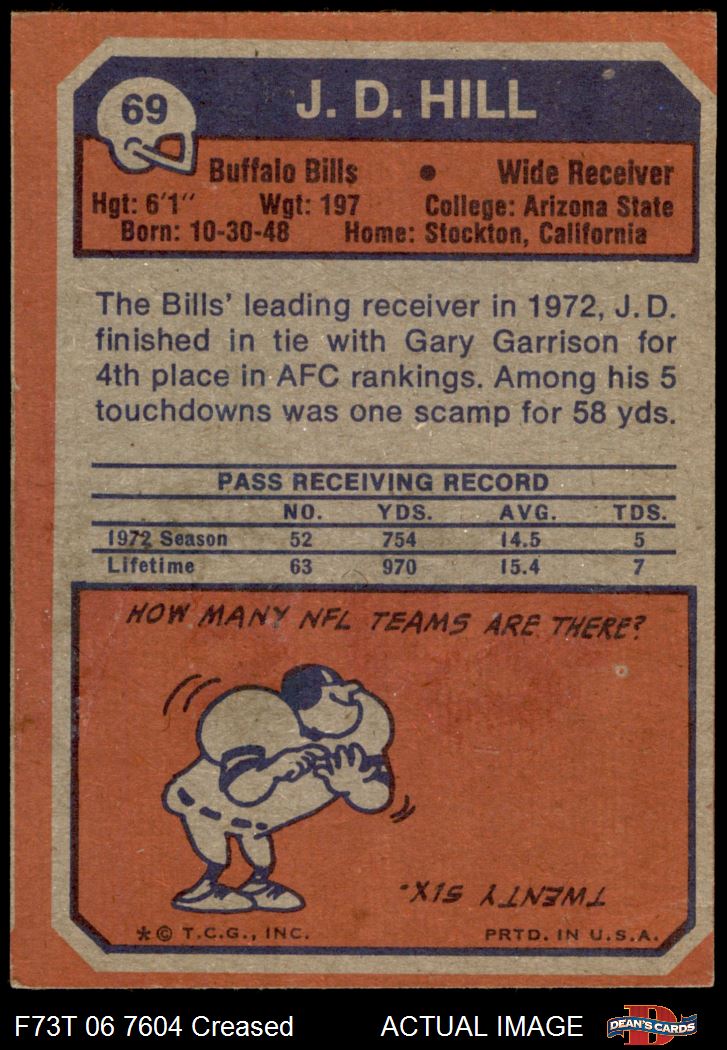 69
J. D. HILL
Buffalo Bills • Wide Receiver
Hgt: 6'1" Wgt: 197 College: Arizona State
Born: 10-30-48 Home: Stockton, California
The Bills' leading receiver in 1972, J.D.
finished in tie with Gary Garrison for
4th place in AFC rankings. Among his 5
touchdowns was one scamp for 58 yds.
PASS RECEIVING RECORD
NO. YDS. AVG. TDS.
1972 Season 52 754 14.5 5
Lifetime 63 970 15.4 7
HOW MANY NFL TEAMS ARE THERE?
TWENTY SIX.
*© T.C.G., INC. PRTD. IN U.S.A.
F73T 06 7604 Creased ACTUAL IMAGE
D
DEAN'S CARDS